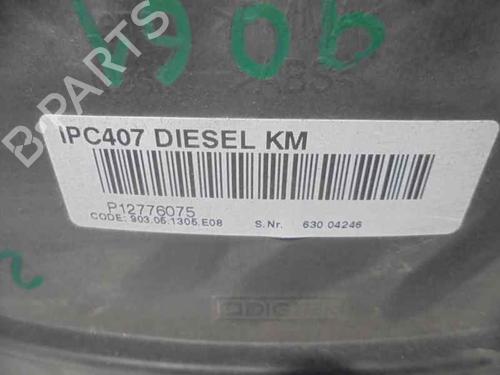 1906
B-PARTS
IPC407 DIESEL KM
P12776075
CODE: 903.05.1305.E08 S.Nr. 630 04246